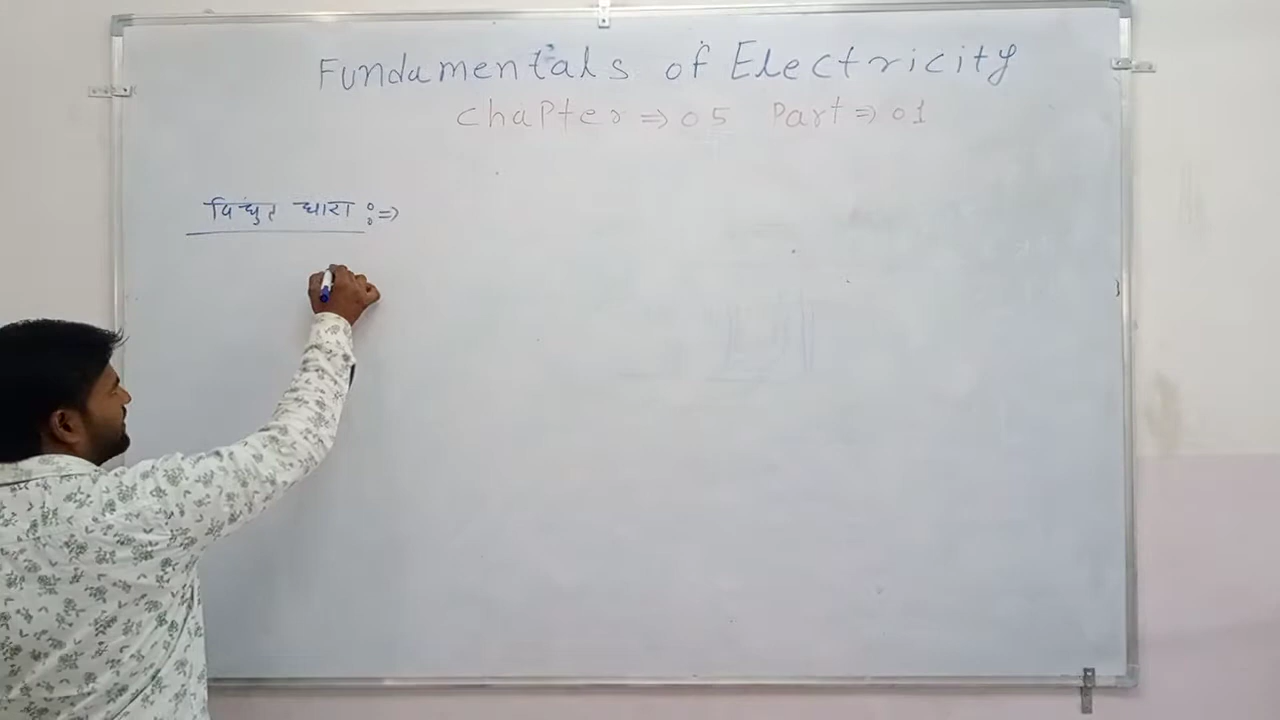 Fundamentals of Electricity
Chapter ⇒ 05 Part ⇒ 01
विधुत धारा :⇒